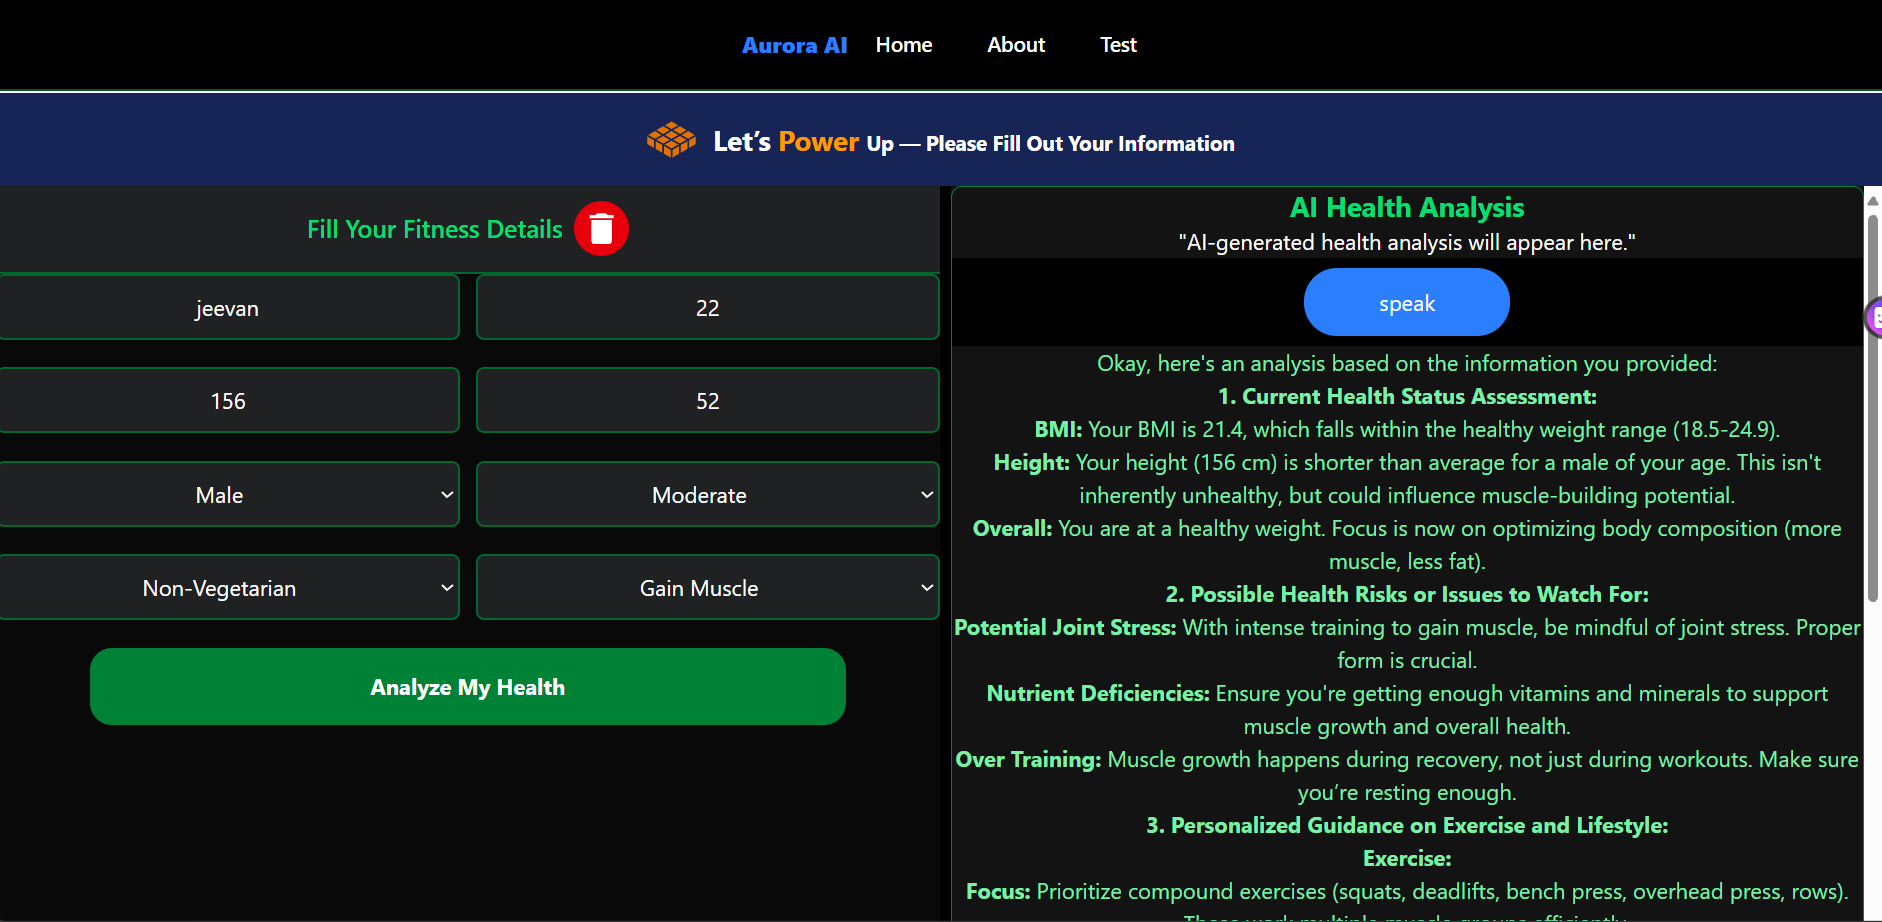 Aurora AI Home About Test
Let’s Power Up — Please Fill Out Your Information
Fill Your Fitness Details
jeevan
22
156
52
Male
Moderate
Non-Vegetarian
Gain Muscle
Analyze My Health
AI Health Analysis
"AI-generated health analysis will appear here."
speak
Okay, here's an analysis based on the information you provided:
1. Current Health Status Assessment:
BMI: Your BMI is 21.4, which falls within the healthy weight range (18.5-24.9).
Height: Your height (156 cm) is shorter than average for a male of your age. This isn't
inherently unhealthy, but could influence muscle-building potential.
Overall: You are at a healthy weight. Focus is now on optimizing body composition (more
muscle, less fat).
2. Possible Health Risks or Issues to Watch For:
Potential Joint Stress: With intense training to gain muscle, be mindful of joint stress. Proper
form is crucial.
Nutrient Deficiencies: Ensure you're getting enough vitamins and minerals to support
muscle growth and overall health.
Over Training: Muscle growth happens during recovery, not just during workouts. Make sure
you’re resting enough.
3. Personalized Guidance on Exercise and Lifestyle:
Exercise:
Focus: Prioritize compound exercises (squats, deadlifts, bench press, overhead press, rows).
These work multiple muscle groups efficiently.